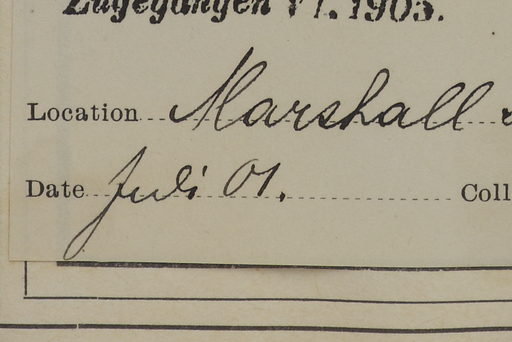 Zugegangen VI. 1903.
Location Marshall
Date Juli 01. Coll